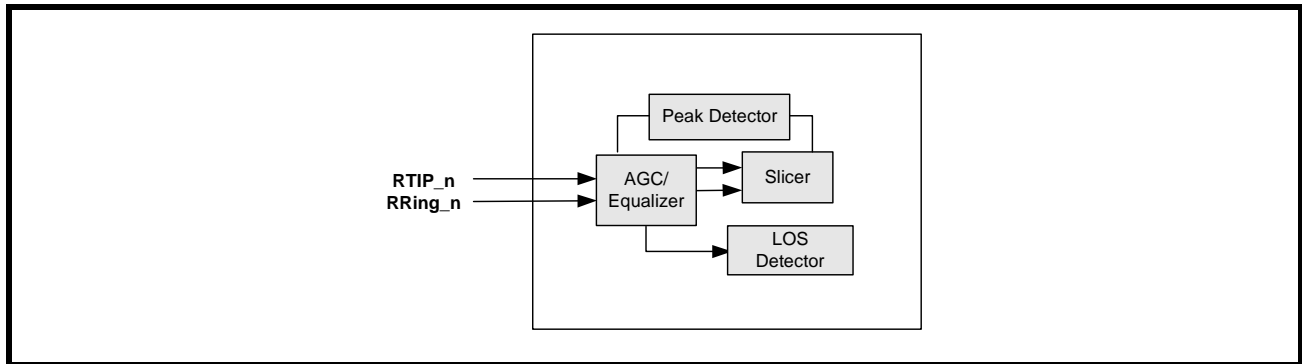 Peak Detector
RTIP_n
RRing_n
AGC/
Equalizer
Slicer
LOS
Detector